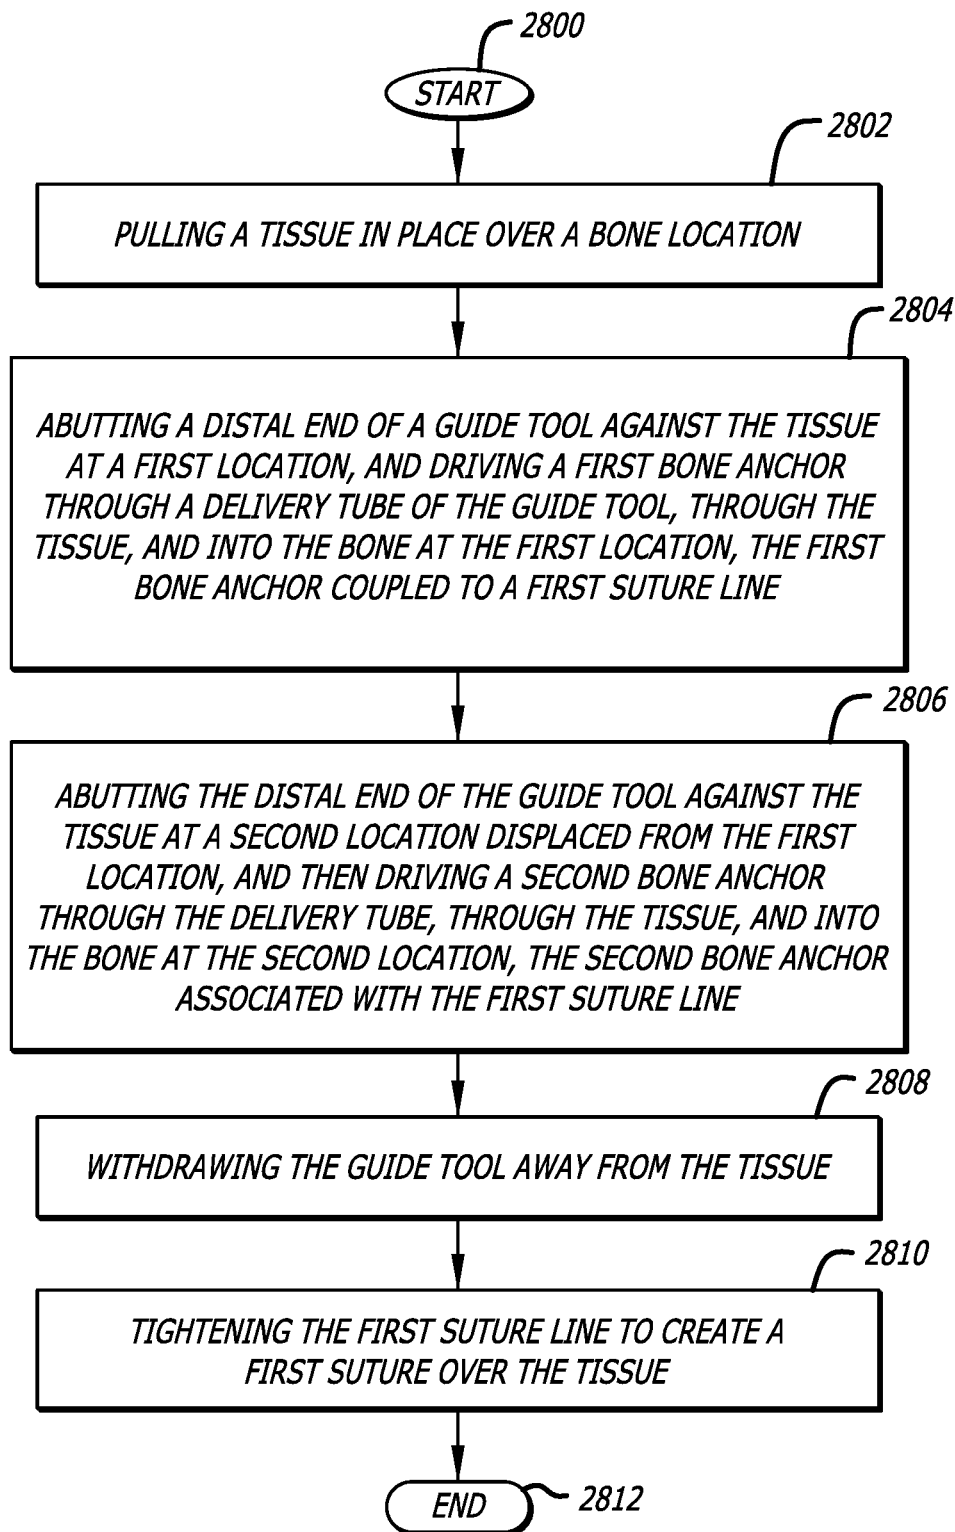 2800
START
2802
PULLING A TISSUE IN PLACE OVER A BONE LOCATION
2804
ABUTTING A DISTAL END OF A GUIDE TOOL AGAINST THE TISSUE
AT A FIRST LOCATION, AND DRIVING A FIRST BONE ANCHOR
THROUGH A DELIVERY TUBE OF THE GUIDE TOOL, THROUGH THE
TISSUE, AND INTO THE BONE AT THE FIRST LOCATION, THE FIRST
BONE ANCHOR COUPLED TO A FIRST SUTURE LINE
2806
ABUTTING THE DISTAL END OF THE GUIDE TOOL AGAINST THE
TISSUE AT A SECOND LOCATION DISPLACED FROM THE FIRST
LOCATION, AND THEN DRIVING A SECOND BONE ANCHOR
THROUGH THE DELIVERY TUBE, THROUGH THE TISSUE, AND INTO
THE BONE AT THE SECOND LOCATION, THE SECOND BONE ANCHOR
ASSOCIATED WITH THE FIRST SUTURE LINE
2808
WITHDRAWING THE GUIDE TOOL AWAY FROM THE TISSUE
2810
TIGHTENING THE FIRST SUTURE LINE TO CREATE A
FIRST SUTURE OVER THE TISSUE
END
2812